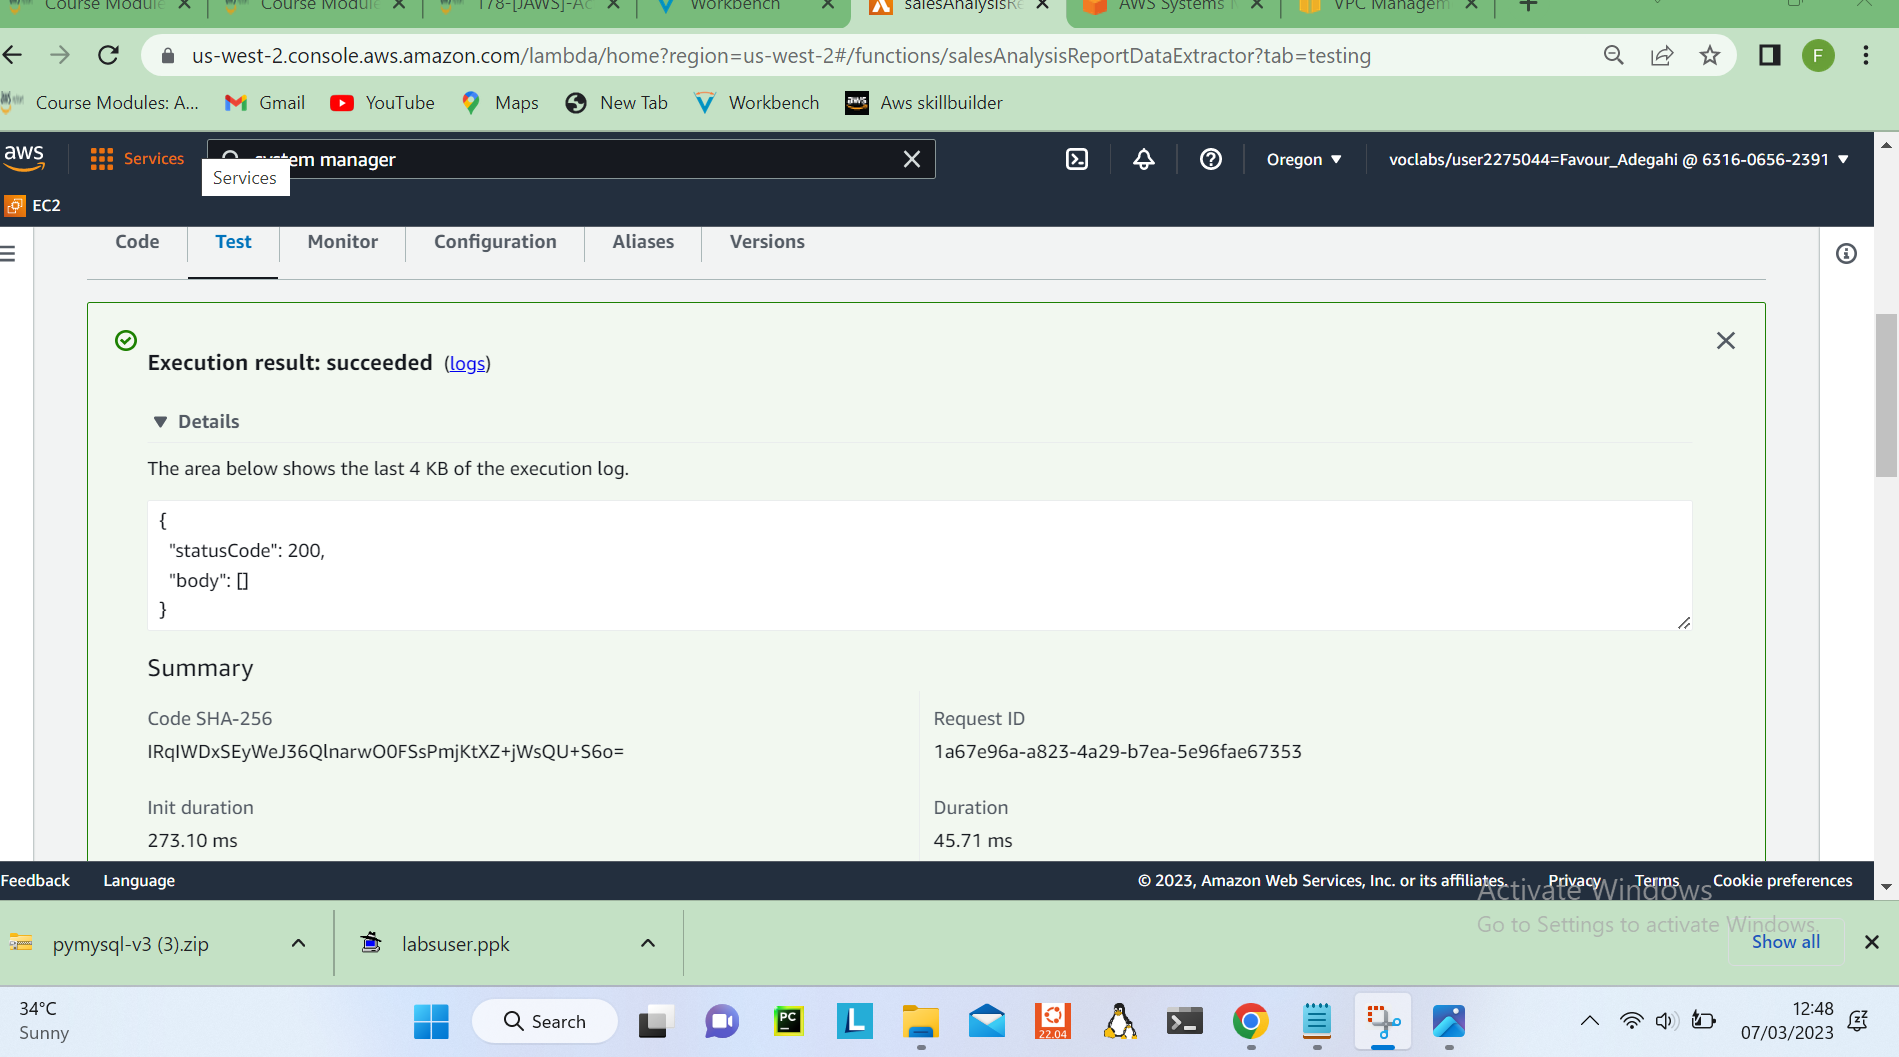 Course Module
Course Module
178-[JAWS]-Ac
Workbench
salesAnalysisRe
AWS Systems
VPC Managem
us-west-2.console.aws.amazon.com/lambda/home?region=us-west-2#/functions/salesAnalysisReportDataExtractor?tab=testing
F
Course Modules: A...
Gmail
YouTube
Maps
New Tab
Workbench
aws
Aws skillbuilder
aws
Services
system manager
Oregon ▼
voclabs/user2275044=Favour_Adegahi @ 6316-0656-2391 ▼
Services
EC2
Code
Test
Monitor
Configuration
Aliases
Versions
Execution result: succeeded (logs)
▼ Details
The area below shows the last 4 KB of the execution log.
{
"statusCode": 200,
"body": []
}
Summary
Code SHA-256
Request ID
IRqIWDxSEyWeJ36QlnarwO0FSsPmjKtXZ+jWsQU+S6o=
1a67e96a-a823-4a29-b7ea-5e96fae67353
Init duration
Duration
273.10 ms
45.71 ms
Feedback
Language
© 2023, Amazon Web Services, Inc. or its affiliates.
Privacy
Terms
Cookie preferences
Activate Windows
Go to Settings to activate Windows.
pymysql-v3 (3).zip
labsuser.ppk
Show all
34°C
Sunny
Search
PC
L
22.04
12:48
07/03/2023